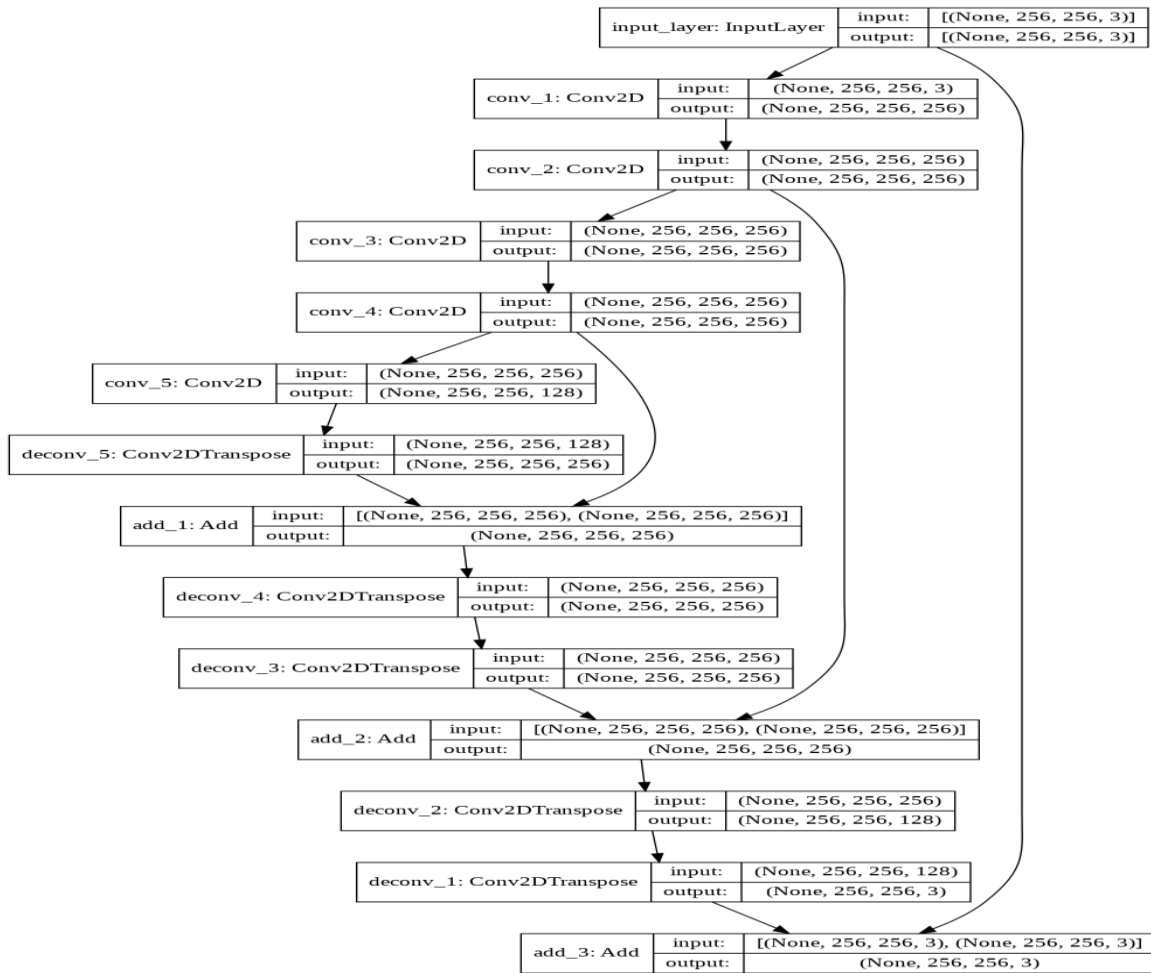 input_layer: InputLayer
input: [(None, 256, 256, 3)]
output: [(None, 256, 256, 3)]
conv_1: Conv2D
input: (None, 256, 256, 3)
output: (None, 256, 256, 256)
conv_2: Conv2D
input: (None, 256, 256, 256)
output: (None, 256, 256, 256)
conv_3: Conv2D
input: (None, 256, 256, 256)
output: (None, 256, 256, 256)
conv_4: Conv2D
input: (None, 256, 256, 256)
output: (None, 256, 256, 256)
conv_5: Conv2D
input: (None, 256, 256, 256)
output: (None, 256, 256, 128)
deconv_5: Conv2DTranspose
input: (None, 256, 256, 128)
output: (None, 256, 256, 256)
add_1: Add
input: [(None, 256, 256, 256), (None, 256, 256, 256)]
output: (None, 256, 256, 256)
deconv_4: Conv2DTranspose
input: (None, 256, 256, 256)
output: (None, 256, 256, 256)
deconv_3: Conv2DTranspose
input: (None, 256, 256, 256)
output: (None, 256, 256, 256)
add_2: Add
input: [(None, 256, 256, 256), (None, 256, 256, 256)]
output: (None, 256, 256, 256)
deconv_2: Conv2DTranspose
input: (None, 256, 256, 256)
output: (None, 256, 256, 128)
deconv_1: Conv2DTranspose
input: (None, 256, 256, 128)
output: (None, 256, 256, 3)
add_3: Add
input: [(None, 256, 256, 3), (None, 256, 256, 3)]
output: (None, 256, 256, 3)